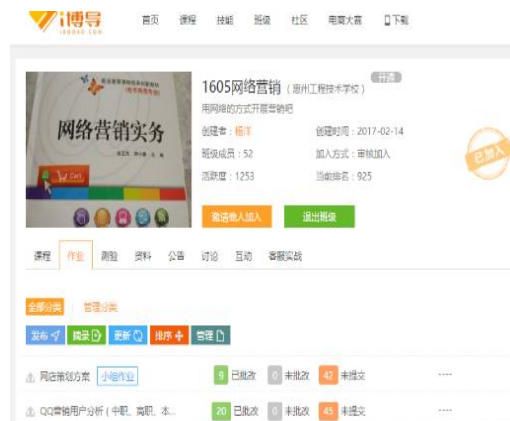 i博导
IBODAO.COM
首页 课程 技能 班级 社区 电商大赛 下载
网络营销实务
Cart
1605网络营销 (惠州工程技术学校)
用网络的方式开展营销吧
创建者：杨洋 创建时间：2017-02-14
班级成员：52 加入方式：审核加入
活跃度：1253 当前排名：925
已加入
邀请他人加入 退出班级
课程 作业 测验 资料 公告 讨论 互动 客服实战
全部分类 管理分类
发布 摘录 更新 排序 管理
网店策划方案 小组作业 9 已批改 0 未批改 42 未提交 ----
QQ营销用户分析 ( 中职、高职、本... 20 已批改 0 未批改 45 未提交 ----